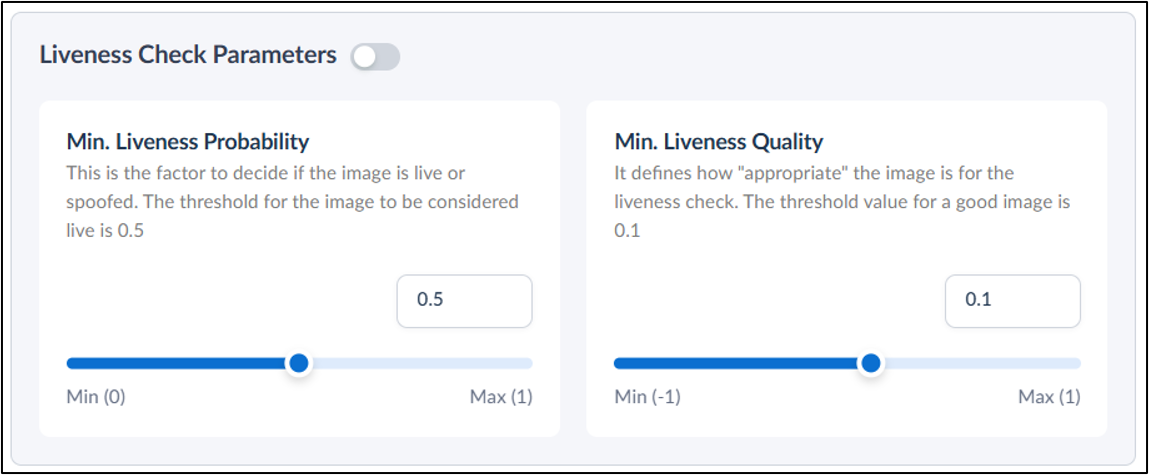 Liveness Check Parameters
Min. Liveness Probability
This is the factor to decide if the image is live or
spoofed. The threshold for the image to be considered
live is 0.5
0.5
Min (0)
Max (1)
Min. Liveness Quality
It defines how "appropriate" the image is for the
liveness check. The threshold value for a good image is
0.1
0.1
Min (-1)
Max (1)